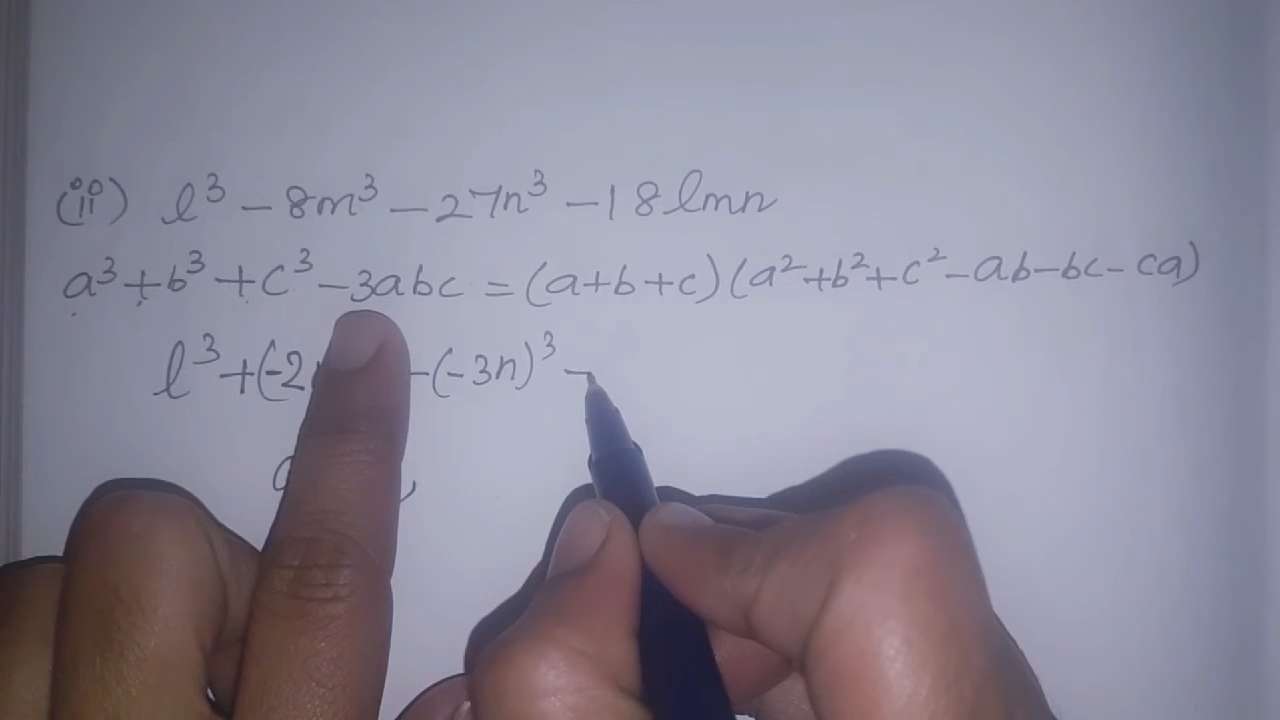 (ii) l³ - 8m³ - 27n³ - 18lmn
a³ + b³ + c³ - 3abc = (a+b+c)(a²+b²+c²-ab-bc-ca)
l³+(-2 -(-3n)³ -